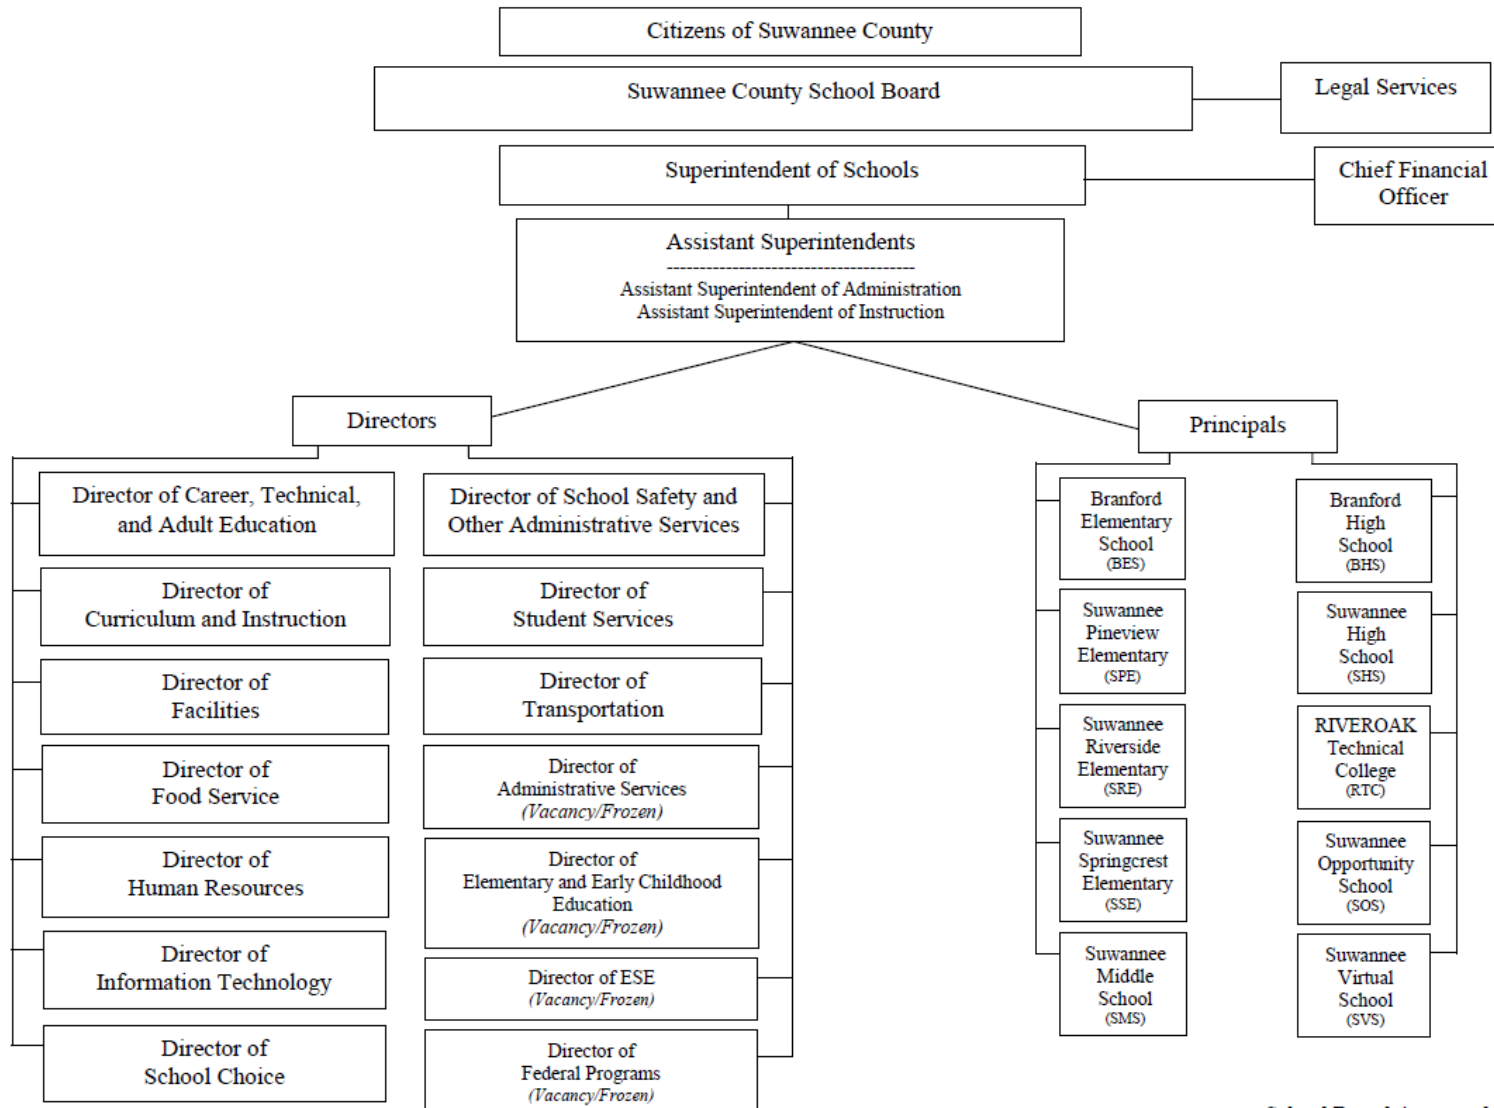 Citizens of Suwannee County
Suwannee County School Board
Legal Services
Superintendent of Schools
Chief Financial
Officer
Assistant Superintendents
--------------------------------------
Assistant Superintendent of Administration
Assistant Superintendent of Instruction
Directors
Principals
Director of Career, Technical,
and Adult Education
Director of
Curriculum and Instruction
Director of
Facilities
Director of
Food Service
Director of
Human Resources
Director of
Information Technology
Director of
School Choice
Director of School Safety and
Other Administrative Services
Director of
Student Services
Director of
Transportation
Director of
Administrative Services
(Vacancy/Frozen)
Director of
Elementary and Early Childhood
Education
(Vacancy/Frozen)
Director of ESE
(Vacancy/Frozen)
Director of
Federal Programs
(Vacancy/Frozen)
Branford
Elementary
School
(BES)
Suwannee
Pineview
Elementary
(SPE)
Suwannee
Riverside
Elementary
(SRE)
Suwannee
Springcrest
Elementary
(SSE)
Suwannee
Middle
School
(SMS)
Branford
High
School
(BHS)
Suwannee
High
School
(SHS)
RIVEROAK
Technical
College
(RTC)
Suwannee
Opportunity
School
(SOS)
Suwannee
Virtual
School
(SVS)